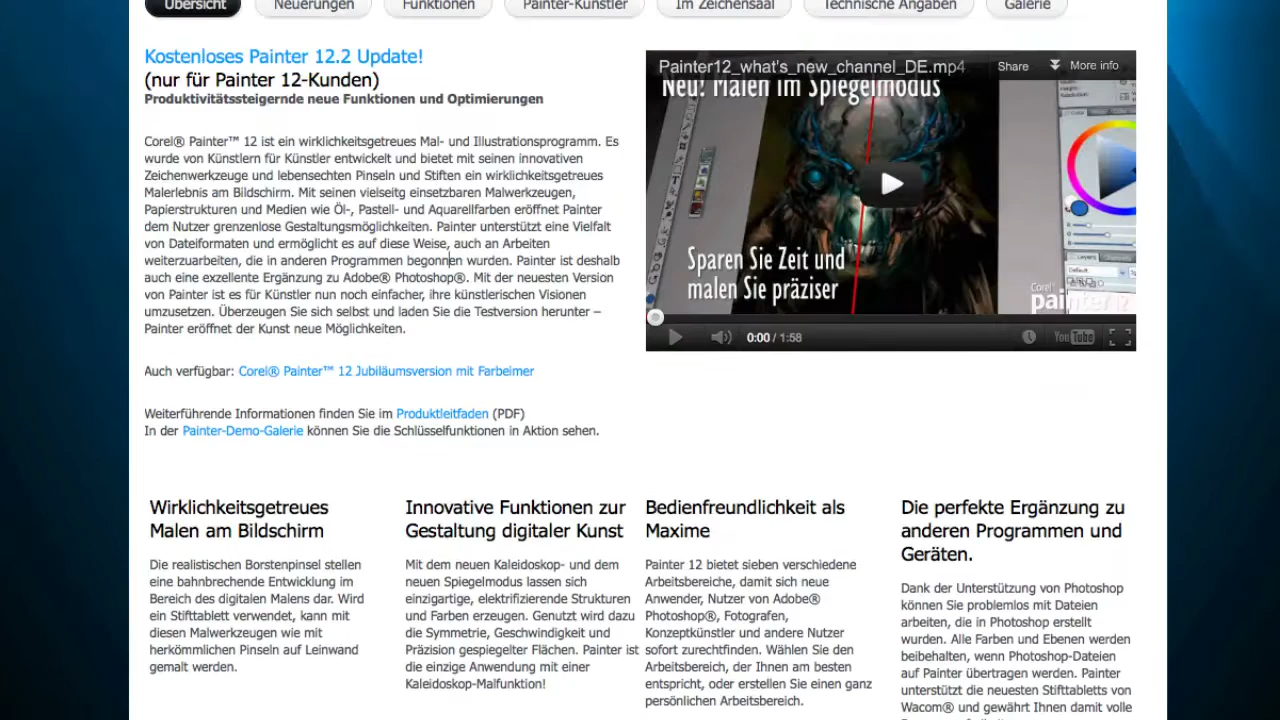 Übersicht
Neuerungen
Funktionen
Painter-Künstler
Im Zeichensaal
Technische Angaben
Galerie
Kostenloses Painter 12.2 Update!
(nur für Painter 12-Kunden)
Produktivitätssteigernde neue Funktionen und Optimierungen
Corel® Painter™ 12 ist ein wirklichkeitsgetreues Mal- und Illustrationsprogramm. Es
wurde von Künstlern für Künstler entwickelt und bietet mit seinen innovativen
Zeichenwerkzeuge und lebensechten Pinseln und Stiften ein wirklichkeitsgetreues
Malerlebnis am Bildschirm. Mit seinen vielseitg einsetzbaren Malwerkzeugen,
Papierstrukturen und Medien wie Öl-, Pastell- und Aquarellfarben eröffnet Painter
dem Nutzer grenzenlose Gestaltungsmöglichkeiten. Painter unterstützt eine Vielfalt
von Dateiformaten und ermöglicht es auf diese Weise, auch an Arbeiten
weiterzuarbeiten, die in anderen Programmen begonnen wurden. Painter ist deshalb
auch eine exzellente Ergänzung zu Adobe® Photoshop®. Mit der neuesten Version
von Painter ist es für Künstler nun noch einfacher, ihre künstlerischen Visionen
umzusetzen. Überzeugen Sie sich selbst und laden Sie die Testversion herunter –
Painter eröffnet der Kunst neue Möglichkeiten.
Auch verfügbar: Corel® Painter™ 12 Jubiläumsversion mit Farbeimer
Weiterführende Informationen finden Sie im Produktleitfaden (PDF)
In der Painter-Demo-Galerie können Sie die Schlüsselfunktionen in Aktion sehen.
Painter12_what's_new_channel_DE.mp4
Share
More info
Neu! Malen im Spiegelmodus
Sparen Sie Zeit und
malen Sie präziser
Default
Corel
painter 12
0:00 / 1:58
YouTube
Wirklichkeitsgetreues
Malen am Bildschirm
Die realistischen Borstenpinsel stellen
eine bahnbrechende Entwicklung im
Bereich des digitalen Malens dar. Wird
ein Stifttablett verwendet, kann mit
diesen Malwerkzeugen wie mit
herkömmlichen Pinseln auf Leinwand
gemalt werden.
Innovative Funktionen zur
Gestaltung digitaler Kunst
Mit dem neuen Kaleidoskop- und dem
neuen Spiegelmodus lassen sich
einzigartige, elektrifizierende Strukturen
und Farben erzeugen. Genutzt wird dazu
die Symmetrie, Geschwindigkeit und
Präzision gespiegelter Flächen. Painter ist
die einzige Anwendung mit einer
Kaleidoskop-Malfunktion!
Bedienfreundlichkeit als
Maxime
Painter 12 bietet sieben verschiedene
Arbeitsbereiche, damit sich neue
Anwender, Nutzer von Adobe®
Photoshop®, Fotografen,
Konzeptkünstler und andere Nutzer
sofort zurechtfinden. Wählen Sie den
Arbeitsbereich, der Ihnen am besten
entspricht, oder erstellen Sie einen ganz
persönlichen Arbeitsbereich.
Die perfekte Ergänzung zu
anderen Programmen und
Geräten.
Dank der Unterstützung von Photoshop
können Sie problemlos mit Dateien
arbeiten, die in Photoshop erstellt
wurden. Alle Farben und Ebenen werden
beibehalten, wenn Photoshop-Dateien
auf Painter übertragen werden. Painter
unterstützt die neuesten Stifttabletts von
Wacom® und gewährt Ihnen damit volle